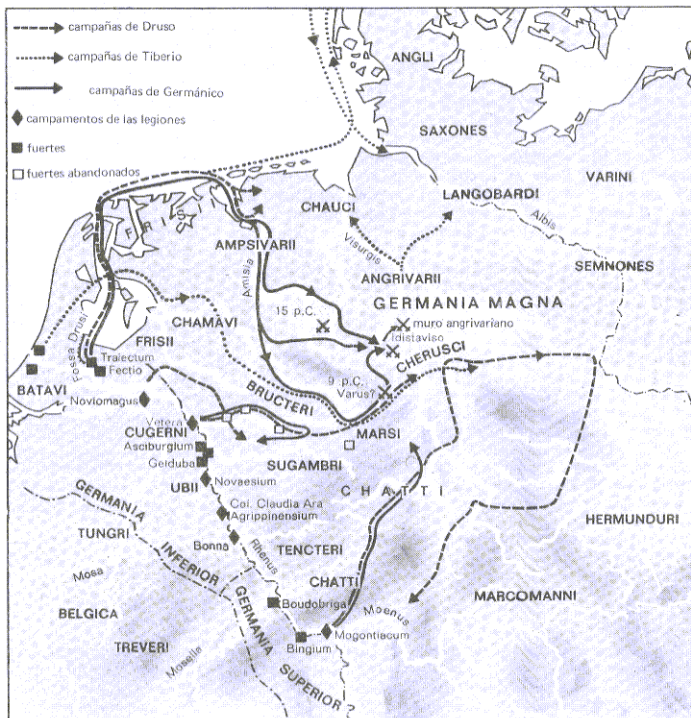 campañas de Druso
campañas de Tiberio
campañas de Germánico
campamentos de las legiones
fuertes
fuertes abandonados
ANGLI
SAXONES
VARINI
LANGOBARDI
CHAUCI
Albis
FRISII
AMPSIVARII
Visurgis
SEMNONES
ANGRIVARII
Amisia
GERMANIA MAGNA
15 p.C.
CHAMAVI
muro angrivariano
Idistaviso
Fossa Drusi
FRISII
CHERUSCI
Traiectum
Fectio
9 p.C.
Varus?
BATAVI
BRUCTERI
Noviomagus
Vetera
MARSI
CUGERNI
Asciburgium
SUGAMBRI
Gelduba
CHATTI
UBII
Novaesium
GERMANIA
INFERIOR
Col. Claudia Ara
Agrippinensium
HERMUNDURI
TUNGRI
Bonna
Rhenus
TENCTERI
Mosa
CHATTI
MARCOMANNI
BELGICA
Boudobriga
Moenus
TREVERI
GERMANIA
SUPERIOR
Mogontiacum
Moselle
Bingium